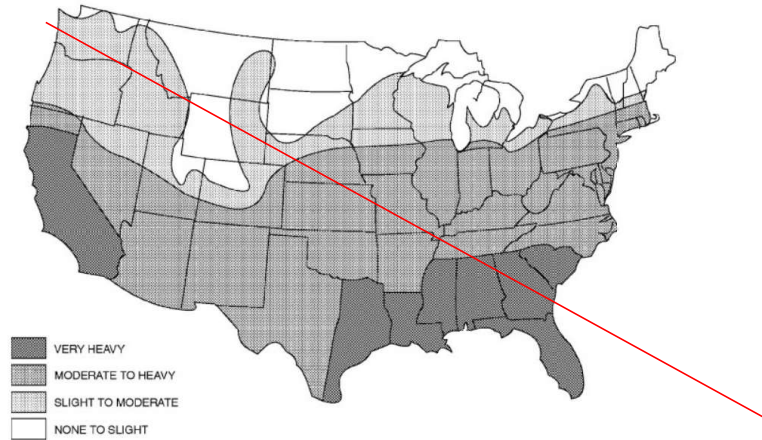 VERY HEAVY
MODERATE TO HEAVY
SLIGHT TO MODERATE
NONE TO SLIGHT